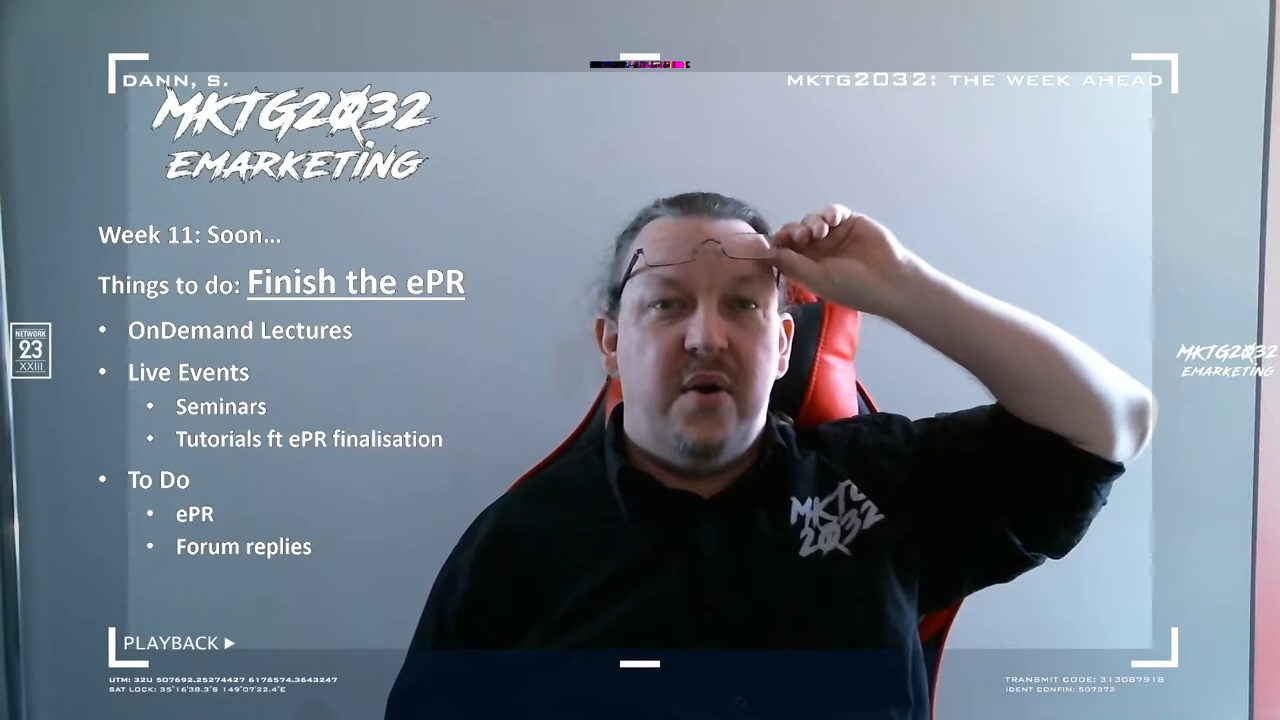 DANN, S.
MKTG2032: THE WEEK AHEAD
MKTG2032
EMARKETING
Week 11: Soon...
Things to do: Finish the ePR
• OnDemand Lectures
• Live Events
• Seminars
• Tutorials ft ePR finalisation
• To Do
• ePR
• Forum replies
NETWORK
23
XXIII
MKTG2032
EMARKETING
MKTG
2032
PLAYBACK
UTM: 32U 507692.25274427 6176574.3643247
SAT LOCK: 35°16'38.3"S 149°07'22.4"E
TRANSMIT CODE: 313087918
IDENT CONFIM: 507372